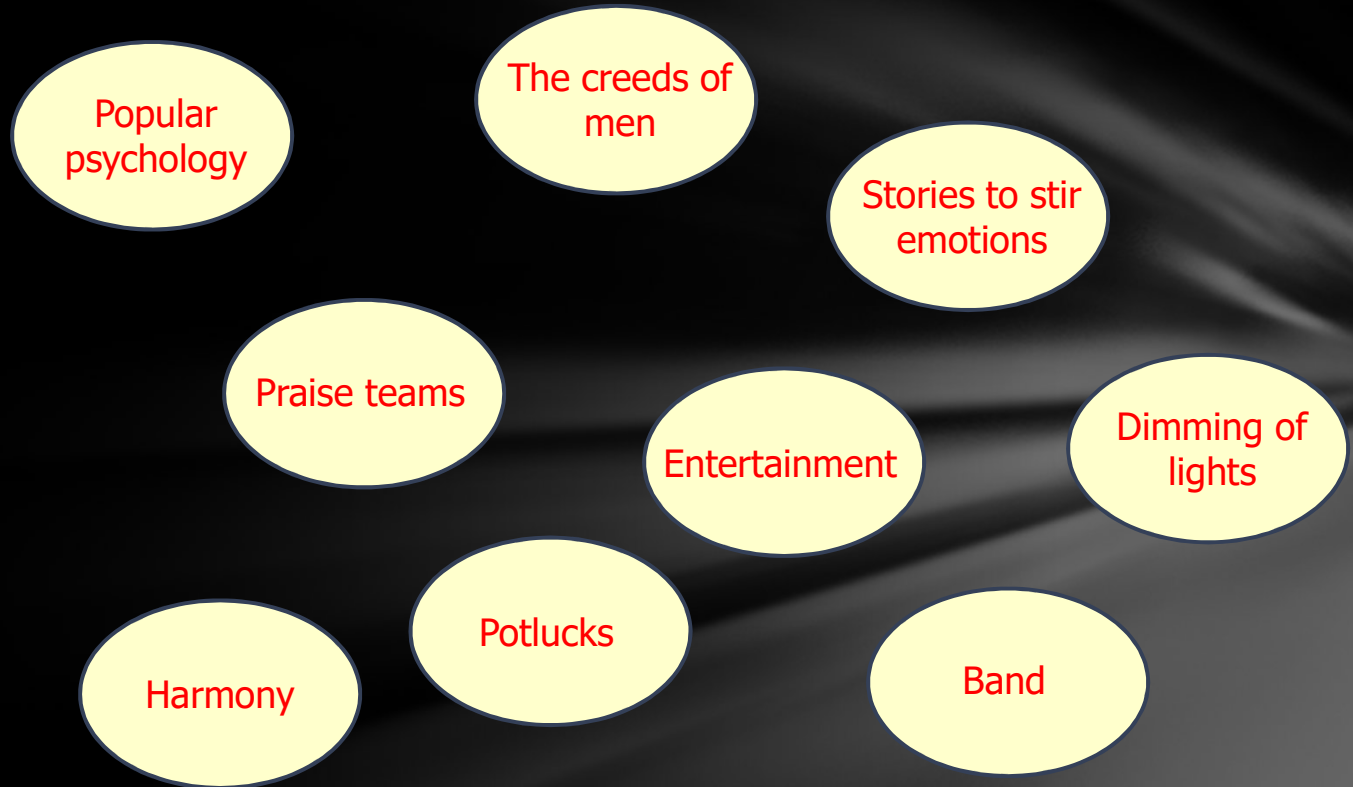 The creeds of
men
Popular
psychology
Stories to stir
emotions
Praise teams
Entertainment
Dimming of
lights
Potlucks
Harmony
Band